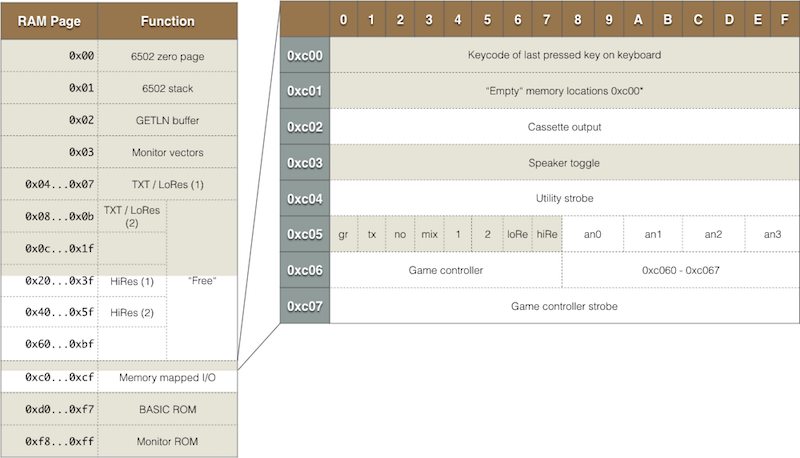 RAM Page Function
0x00 6502 zero page
0x01 6502 stack
0x02 GETLN buffer
0x03 Monitor vectors
0x04...0x07 TXT / LoRes (1)
0x08...0x0b TXT / LoRes (2)
0x0c...0x1f
0x20...0x3f HiRes (1) "Free"
0x40...0x5f HiRes (2)
0x60...0xbf
0xc0...0xcf Memory mapped I/O
0xd0...0xf7 BASIC ROM
0xf8...0xff Monitor ROM
0 1 2 3 4 5 6 7 8 9 A B C D E F
0xc00 Keycode of last pressed key on keyboard
0xc01 "Empty" memory locations 0xc00*
0xc02 Cassette output
0xc03 Speaker toggle
0xc04 Utility strobe
0xc05 gr tx no mix 1 2 loRe hiRe an0 an1 an2 an3
0xc06 Game controller 0xc060 - 0xc067
0xc07 Game controller strobe